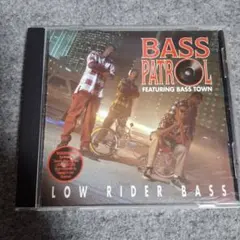 BASS
PATROL
FEATURING BASS TOWN
LOW RIDER BASS